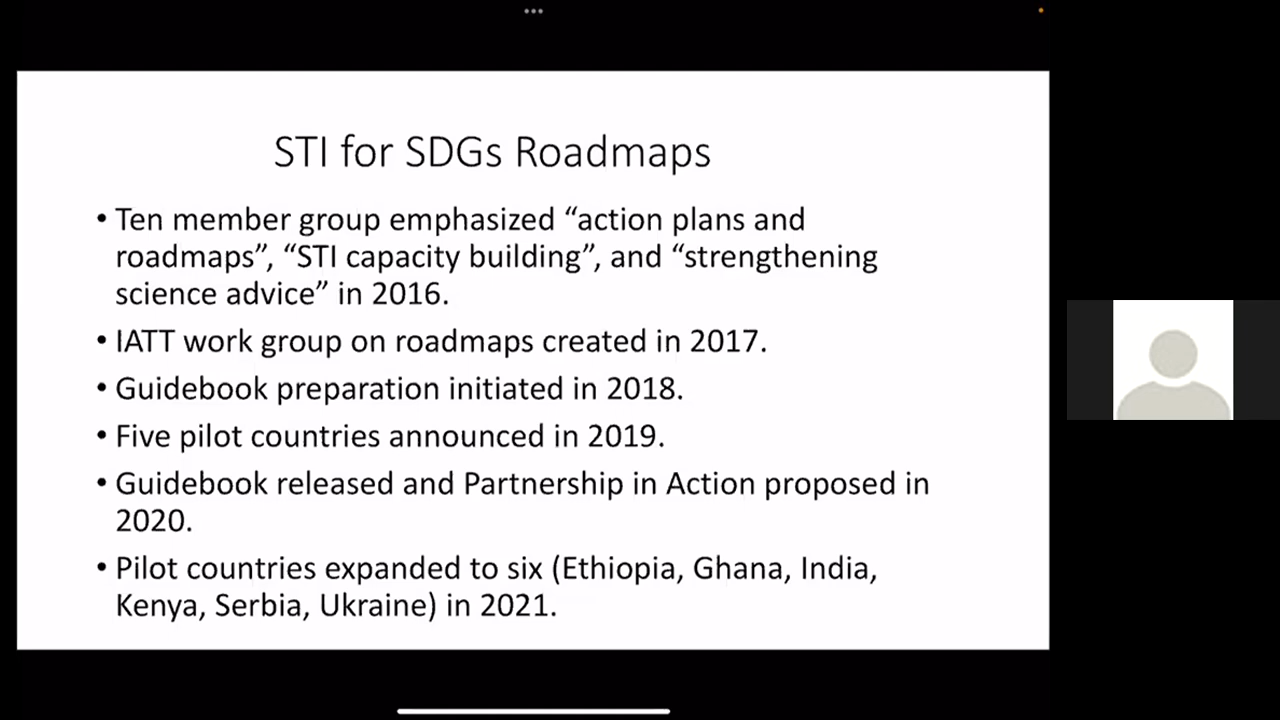 STI for SDGs Roadmaps
• Ten member group emphasized “action plans and
roadmaps”, “STI capacity building”, and “strengthening
science advice” in 2016.
• IATT work group on roadmaps created in 2017.
• Guidebook preparation initiated in 2018.
• Five pilot countries announced in 2019.
• Guidebook released and Partnership in Action proposed in
2020.
• Pilot countries expanded to six (Ethiopia, Ghana, India,
Kenya, Serbia, Ukraine) in 2021.